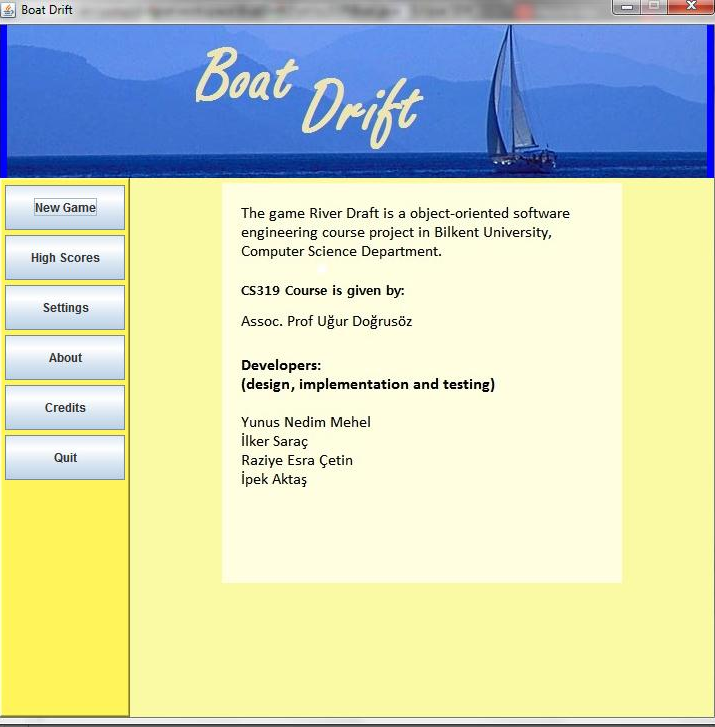 Boat Drift
Boat
Drift
New Game
High Scores
Settings
About
Credits
Quit
The game River Draft is a object-oriented software
engineering course project in Bilkent University,
Computer Science Department.
CS319 Course is given by:
Assoc. Prof Uğur Doğrusöz
Developers:
(design, implementation and testing)
Yunus Nedim Mehel
İlker Saraç
Raziye Esra Çetin
İpek Aktaş